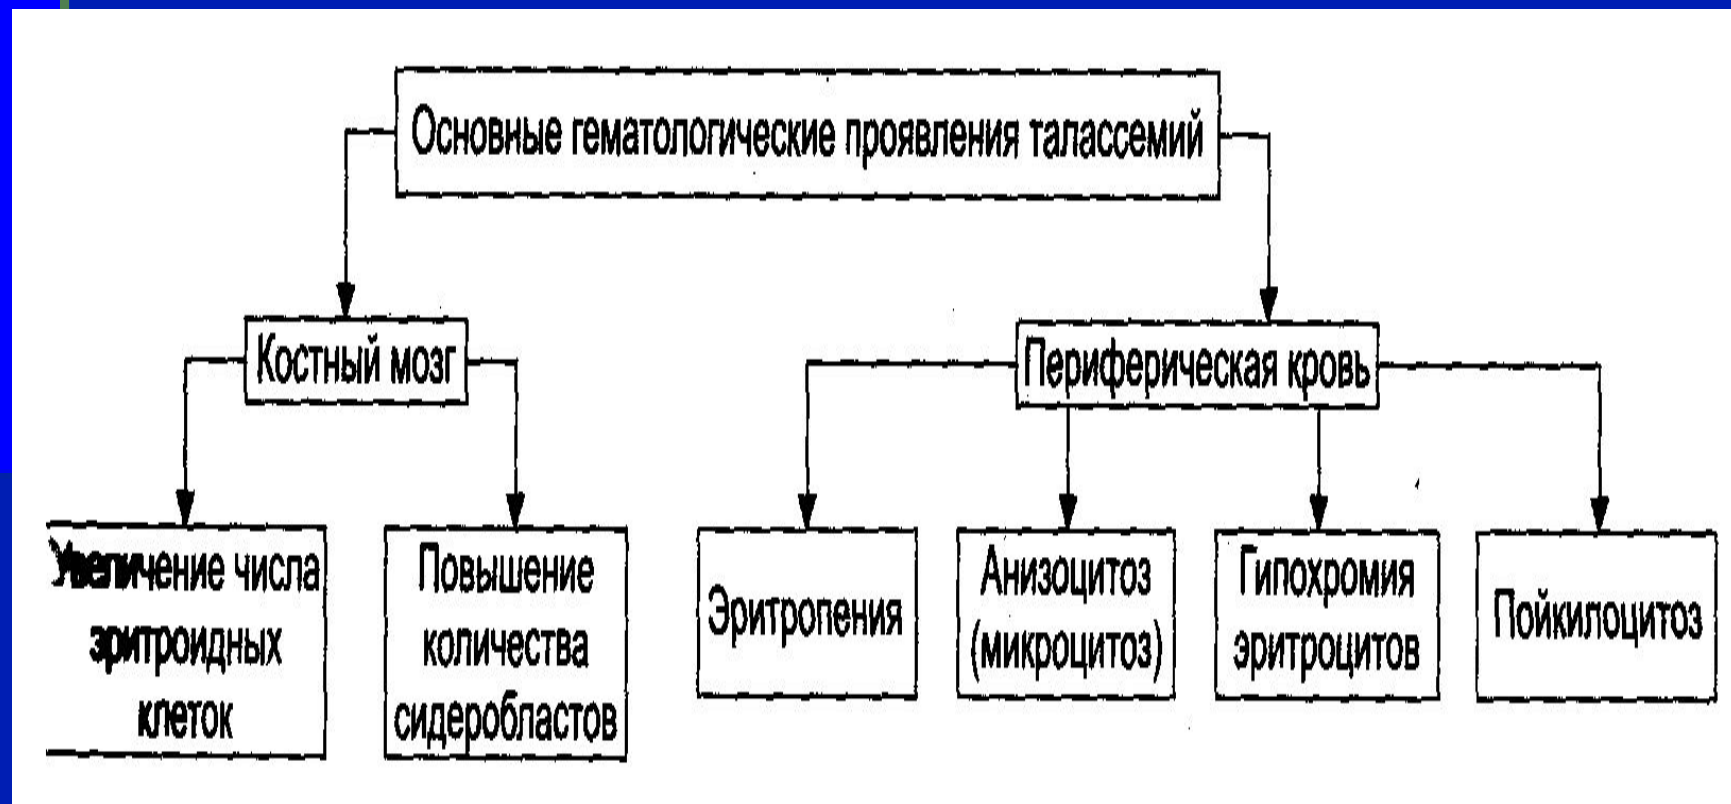 Основные гематологические проявления талассемий
Костный мозг
Периферическая кровь
Увеличение числа
эритроидных
клеток
Повышение
количества
сидеробластов
Эритропения
Анизоцитоз
(микроцитоз)
Гипохромия
эритроцитов
Пойкилоцитоз